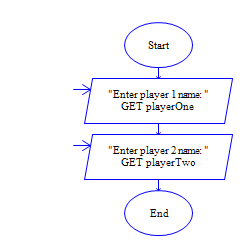 Start
"Enter player 1 name: "
GET playerOne
"Enter player 2 name: "
GET playerTwo
End